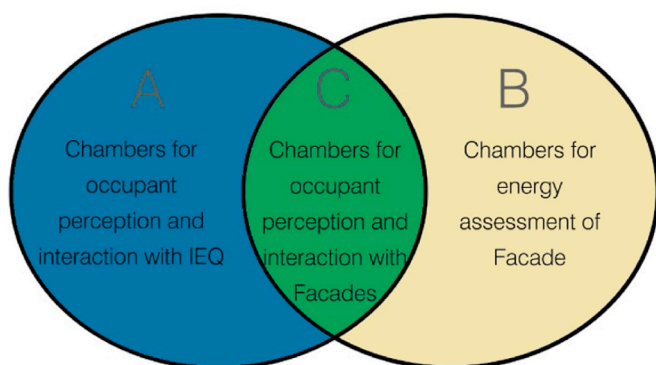 A
Chambers for
occupant
perception and
interaction with IEQ
C
Chambers for
occupant
perception and
interaction with
Facades
B
Chambers for
energy
assessment of
Facade